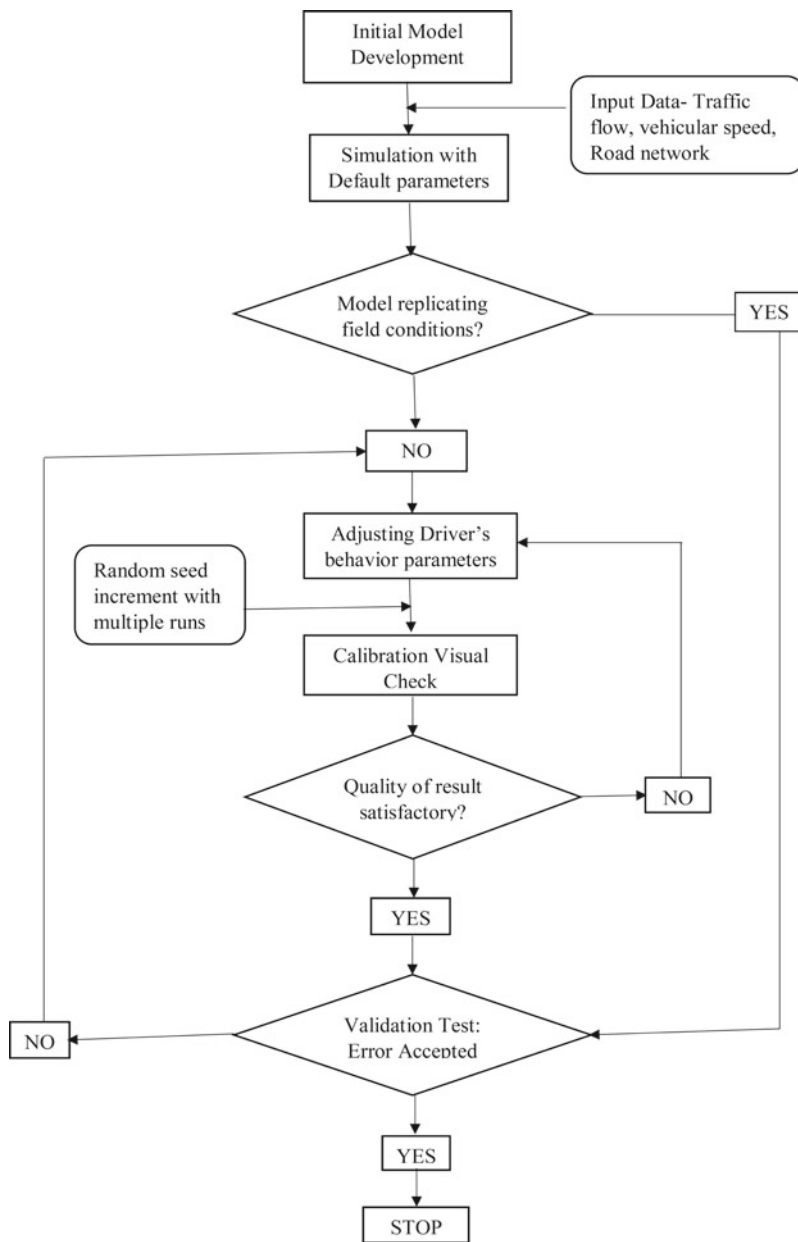 Initial Model
Development
Input Data- Traffic
flow, vehicular speed,
Road network
Simulation with
Default parameters
Model replicating
field conditions?
YES
NO
Adjusting Driver's
behavior parameters
Random seed
increment with
multiple runs
Calibration Visual
Check
Quality of result
satisfactory?
NO
YES
Validation Test:
Error Accepted
NO
YES
STOP